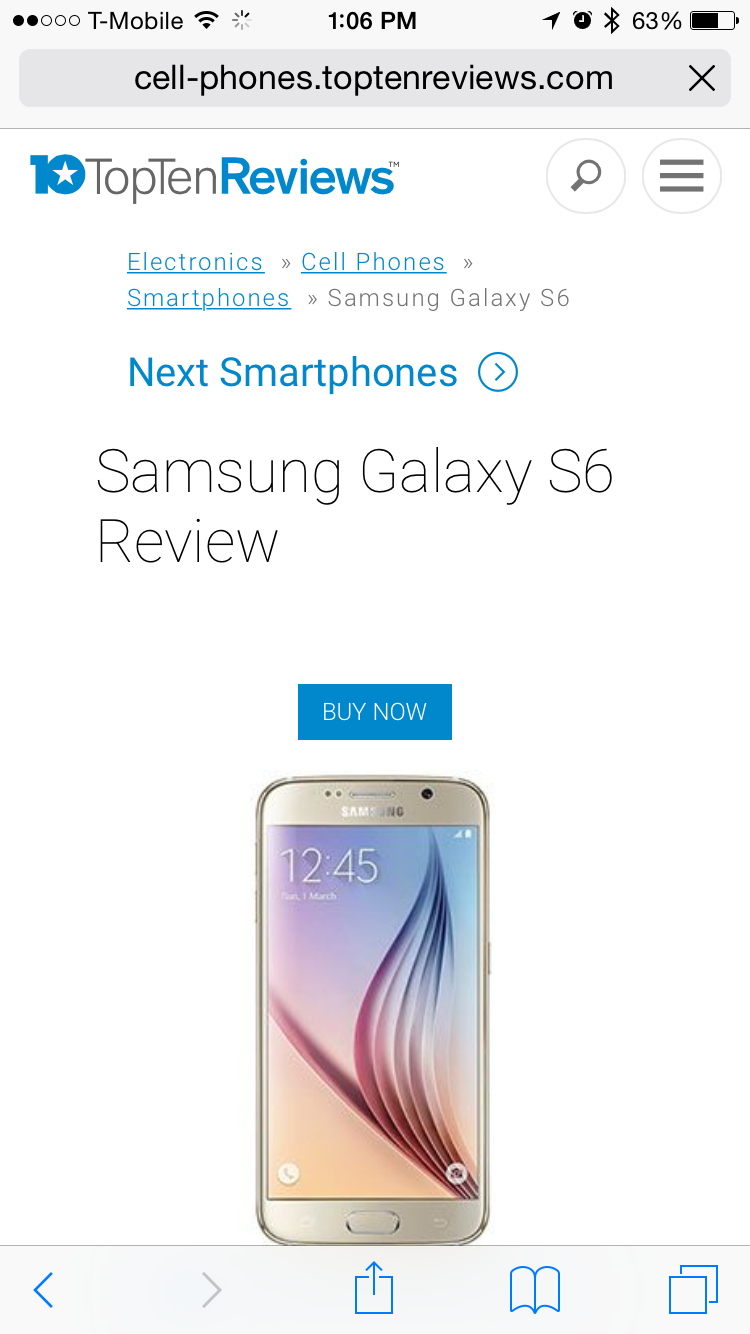 T-Mobile 1:06 PM 63%
cell-phones.toptenreviews.com
10TopTenReviews™
Electronics » Cell Phones »
Smartphones » Samsung Galaxy S6
Next Smartphones
Samsung Galaxy S6
Review
BUY NOW
SAMSUNG
12:45
Sun, 1 March